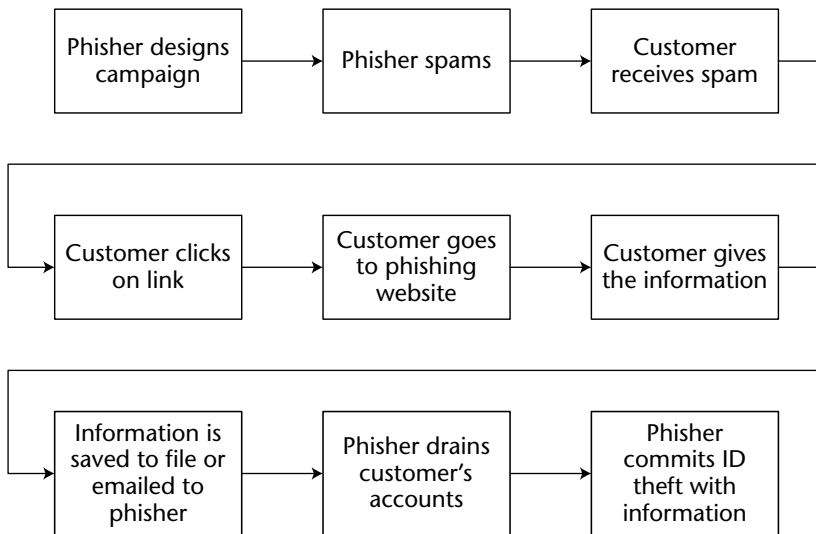 Phisher designs
campaign
Phisher spams
Customer
receives spam
Customer clicks
on link
Customer goes
to phishing
website
Customer gives
the information
Information is
saved to file or
emailed to
phisher
Phisher drains
customer’s
accounts
Phisher
commits ID
theft with
information